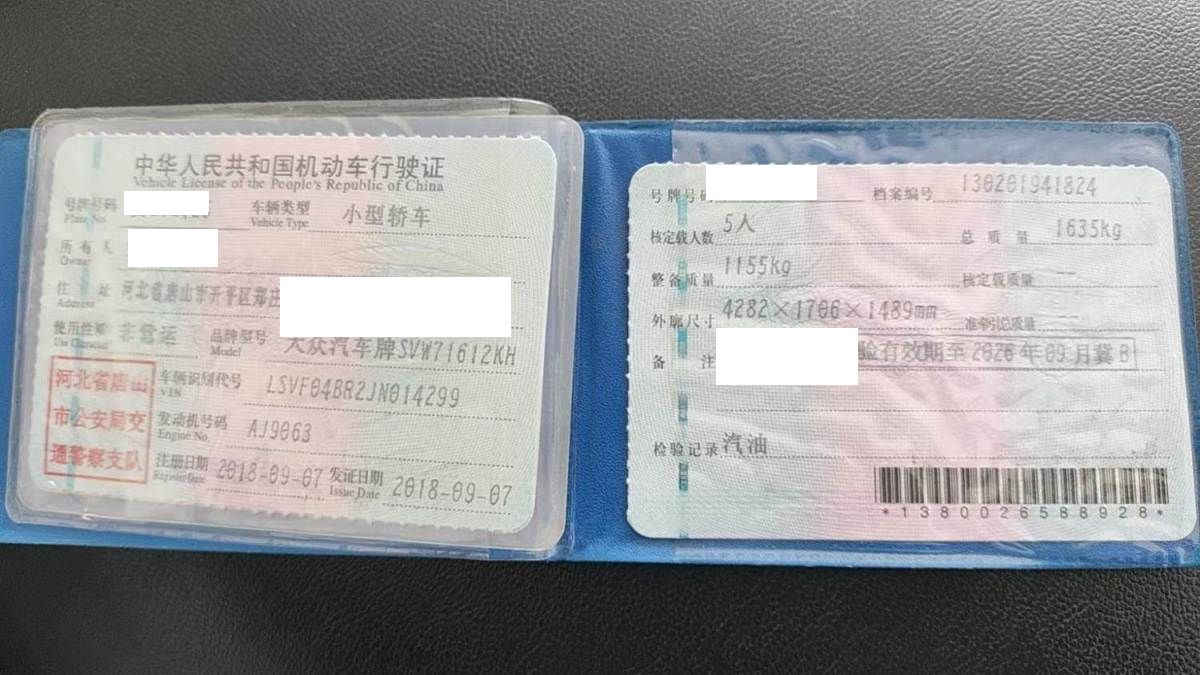 中华人民共和国机动车行驶证
Vehicle License of the People's Republic of China
号牌号码 车辆类型 小型轿车
Plate No. Vehicle Type
所有人
Owner
住址 河北省唐山市开平区郑庄
Address
使用性质 非营运 品牌型号 大众汽车牌SVW71612KH
Use Character Model
河北省唐山
市公安局交
通警察支队
车辆识别代号 LSVF04BR2JN014299
VIN
发动机号码 AJ9063
Engine No.
注册日期 2018-09-07 发证日期 2018-09-07
Register Date Issue Date
号牌号码 档案编号 130201941824
核定载人数 5人 总质量 1635kg
整备质量 1155kg 核定载质量 --
外廓尺寸 4282×1706×1489mm 准牵引总质量 --
备注 验有效期至2026年09月冀B
检验记录 汽油
*1380026588928*